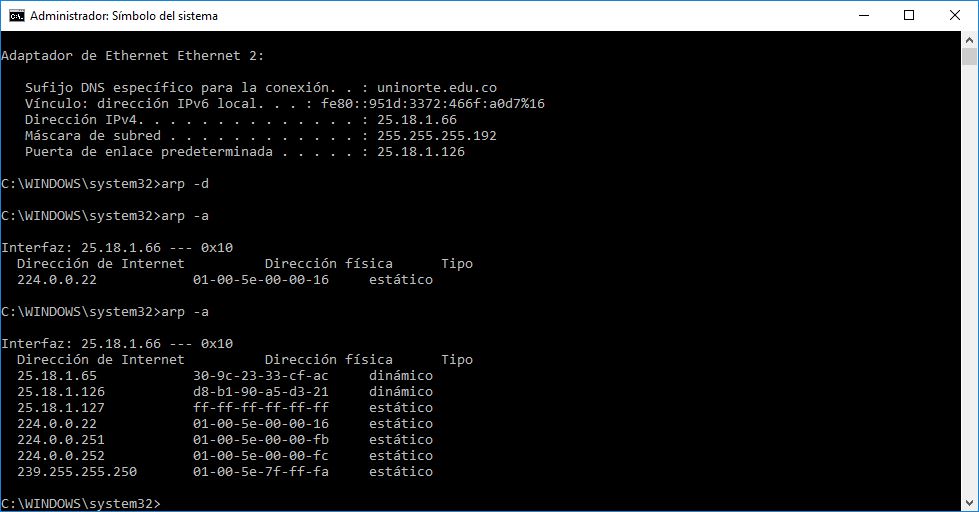 Administrador: Símbolo del sistema
Adaptador de Ethernet Ethernet 2:
Sufijo DNS específico para la conexión. . : uninorte.edu.co
Vínculo: dirección IPv6 local. . . : fe80::951d:3372:466f:a0d7%16
Dirección IPv4. . . . . . . . . . . . . . : 25.18.1.66
Máscara de subred . . . . . . . . . . . . : 255.255.255.192
Puerta de enlace predeterminada . . . . . : 25.18.1.126
C:\WINDOWS\system32>arp -d
C:\WINDOWS\system32>arp -a
Interfaz: 25.18.1.66 --- 0x10
Dirección de Internet          Dirección física      Tipo
224.0.0.22            01-00-5e-00-00-16     estático
C:\WINDOWS\system32>arp -a
Interfaz: 25.18.1.66 --- 0x10
Dirección de Internet          Dirección física      Tipo
25.18.1.65            30-9c-23-33-cf-ac     dinámico
25.18.1.126           d8-b1-90-a5-d3-21     dinámico
25.18.1.127           ff-ff-ff-ff-ff-ff     estático
224.0.0.22            01-00-5e-00-00-16     estático
224.0.0.251           01-00-5e-00-00-fb     estático
224.0.0.252           01-00-5e-00-00-fc     estático
239.255.255.250       01-00-5e-7f-ff-fa     estático
C:\WINDOWS\system32>